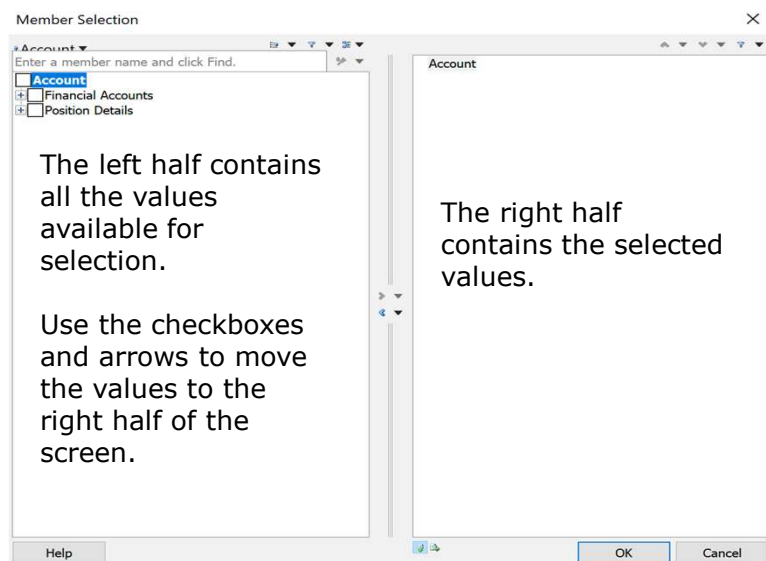 Member Selection
Account
Enter a member name and click Find.
Account
Financial Accounts
Position Details
The left half contains
all the values
available for
selection.
Use the checkboxes
and arrows to move
the values to the
right half of the
screen.
Account
The right half
contains the selected
values.
Help
OK
Cancel